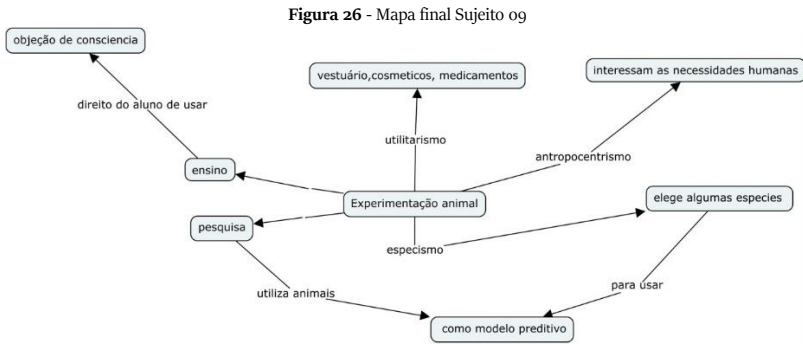 Figura 26 - Mapa final Sujeito 09
objeção de consciencia
vestuário,cosmeticos, medicamentos
interessam as necessidades humanas
direito do aluno de usar
utilitarismo
antropocentrismo
ensino
Experimentação animal
elege algumas especies
pesquisa
especismo
utiliza animais
para usar
como modelo preditivo